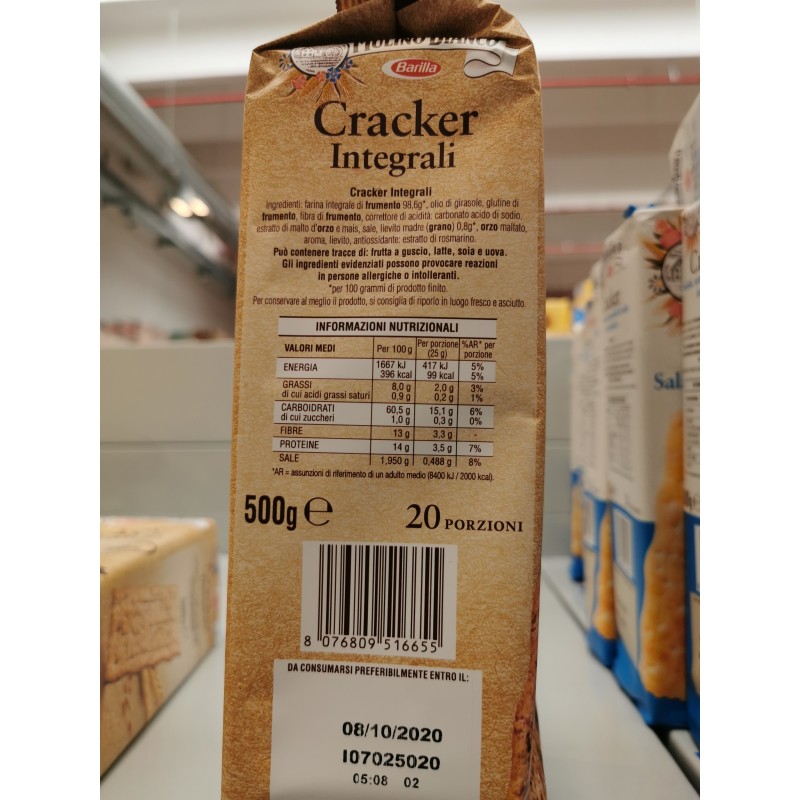 MULINO BIANCO
Barilla
Cracker
Integrali
Cracker Integrali
Ingredienti: farina integrale di frumento 98,6g*, olio di girasole, glutine di
frumento, fibra di frumento, correttore di acidità: carbonato acido di sodio,
estratto di malto d'orzo e mais, sale, lievito madre (grano) 0,8g*, orzo maltato,
aroma, lievito, antiossidante: estratto di rosmarino.
Può contenere tracce di: frutta a guscio, latte, soia e uova.
Gli ingredienti evidenziati possono provocare reazioni
in persone allergiche o intolleranti.
*per 100 grammi di prodotto finito.
Per conservare al meglio il prodotto, si consiglia di riporlo in luogo fresco e asciutto.
INFORMAZIONI NUTRIZIONALI
VALORI MEDI Per 100 g Per porzione (25 g) %AR* per porzione
ENERGIA 1667 kJ 417 kJ 5%
396 kcal 99 kcal 5%
GRASSI 8,0 g 2,0 g 3%
di cui acidi grassi saturi 0,9 g 0,2 g 1%
CARBOIDRATI 60,5 g 15,1 g 6%
di cui zuccheri 1,0 g 0,3 g 0%
FIBRE 13 g 3,3 g -
PROTEINE 14 g 3,5 g 7%
SALE 1,950 g 0,488 g 8%
*AR = assunzioni di riferimento di un adulto medio (8400 kJ / 2000 kcal).
500g e 20 PORZIONI
8 076809 516655
DA CONSUMARSI PREFERIBILMENTE ENTRO IL:
08/10/2020
I07025020
05:08 02
Sal